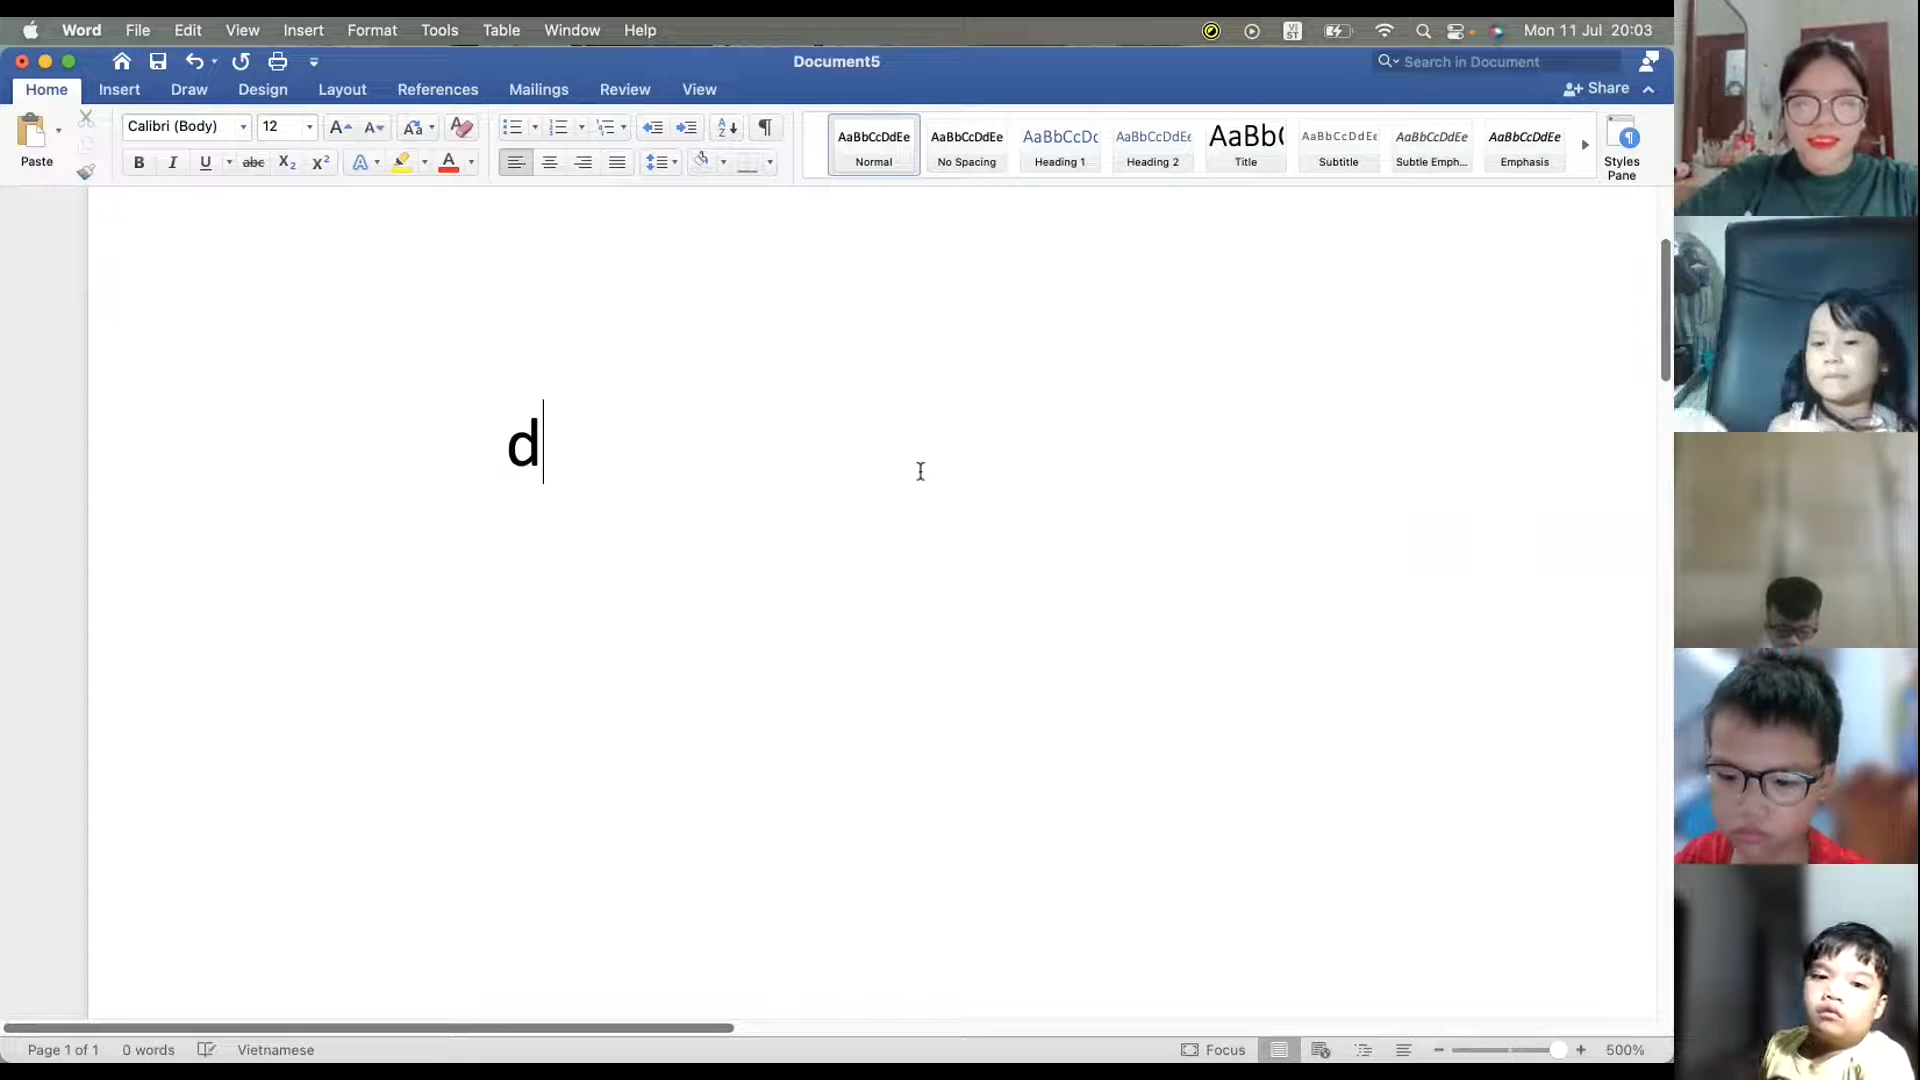 Word File Edit View Insert Format Tools Table Window Help Mon 11 Jul 20:03
Document5 Search in Document
Home Insert Draw Design Layout References Mailings Review View Share
Calibri (Body) 12
Paste
AaBbCcDdEe AaBbCcDdEe AaBbCcDc AaBbCcDdEe AaBb( AaBbCcDdEe AaBbCcDdEe AaBbCcDdEe
Normal No Spacing Heading 1 Heading 2 Title Subtitle Subtle Emph... Emphasis
Styles
Pane
d
Page 1 of 1 0 words Vietnamese Focus 500%